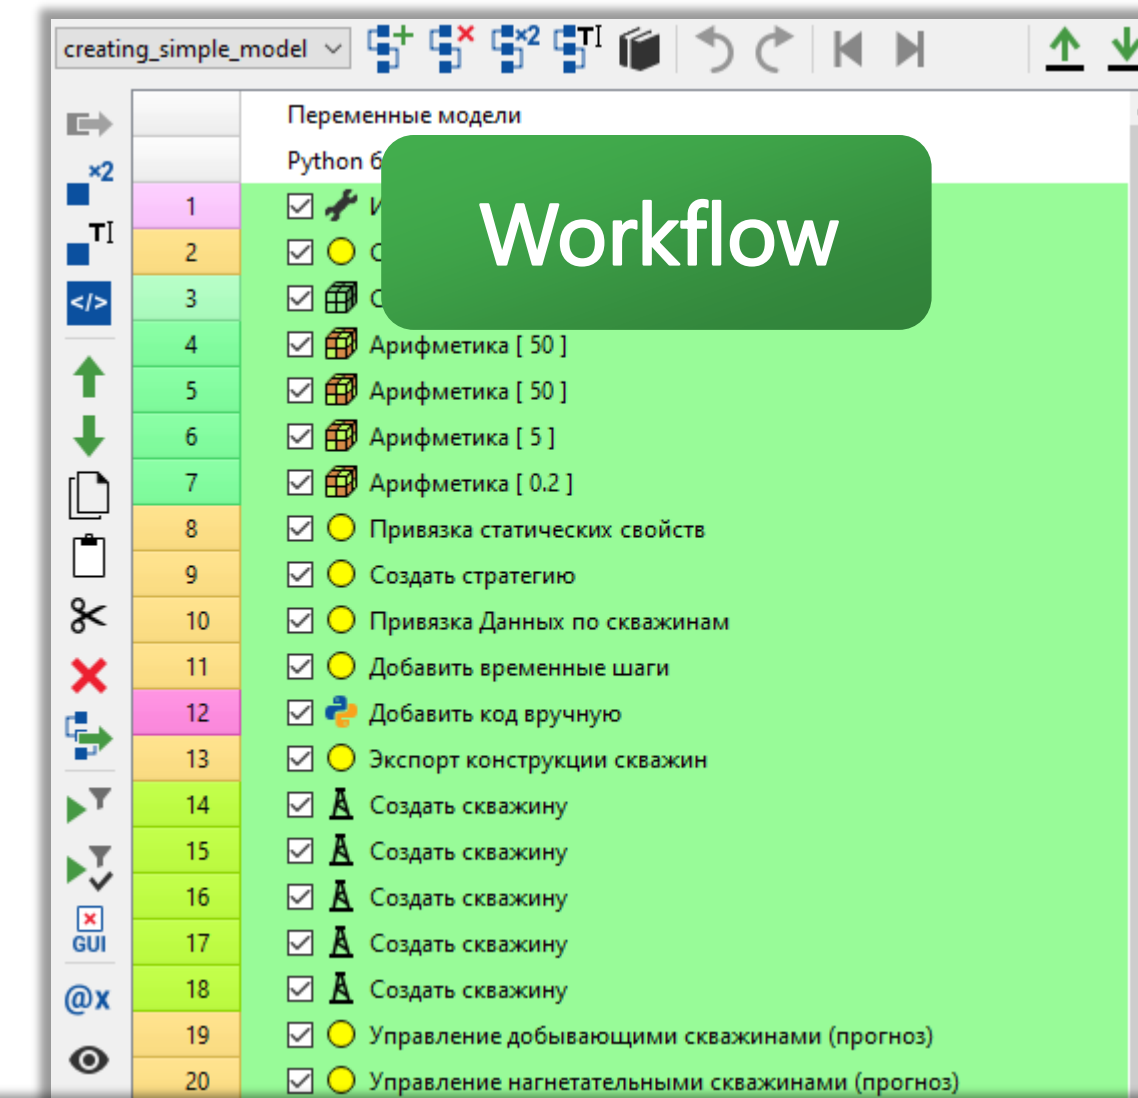 creating_simple_model
×2
T
Переменные модели
Python
Workflow
×2
1
T
2
</>
3
4 Арифметика [ 50 ]
5 Арифметика [ 50 ]
6 Арифметика [ 5 ]
7 Арифметика [ 0.2 ]
8 Привязка статических свойств
9 Создать стратегию
10 Привязка Данных по скважинам
11 Добавить временные шаги
12 Добавить код вручную
13 Экспорт конструкции скважин
14 Создать скважину
15 Создать скважину
16 Создать скважину
GUI
17 Создать скважину
@x
18 Создать скважину
19 Управление добывающими скважинами (прогноз)
20 Управление нагнетательными скважинами (прогноз)